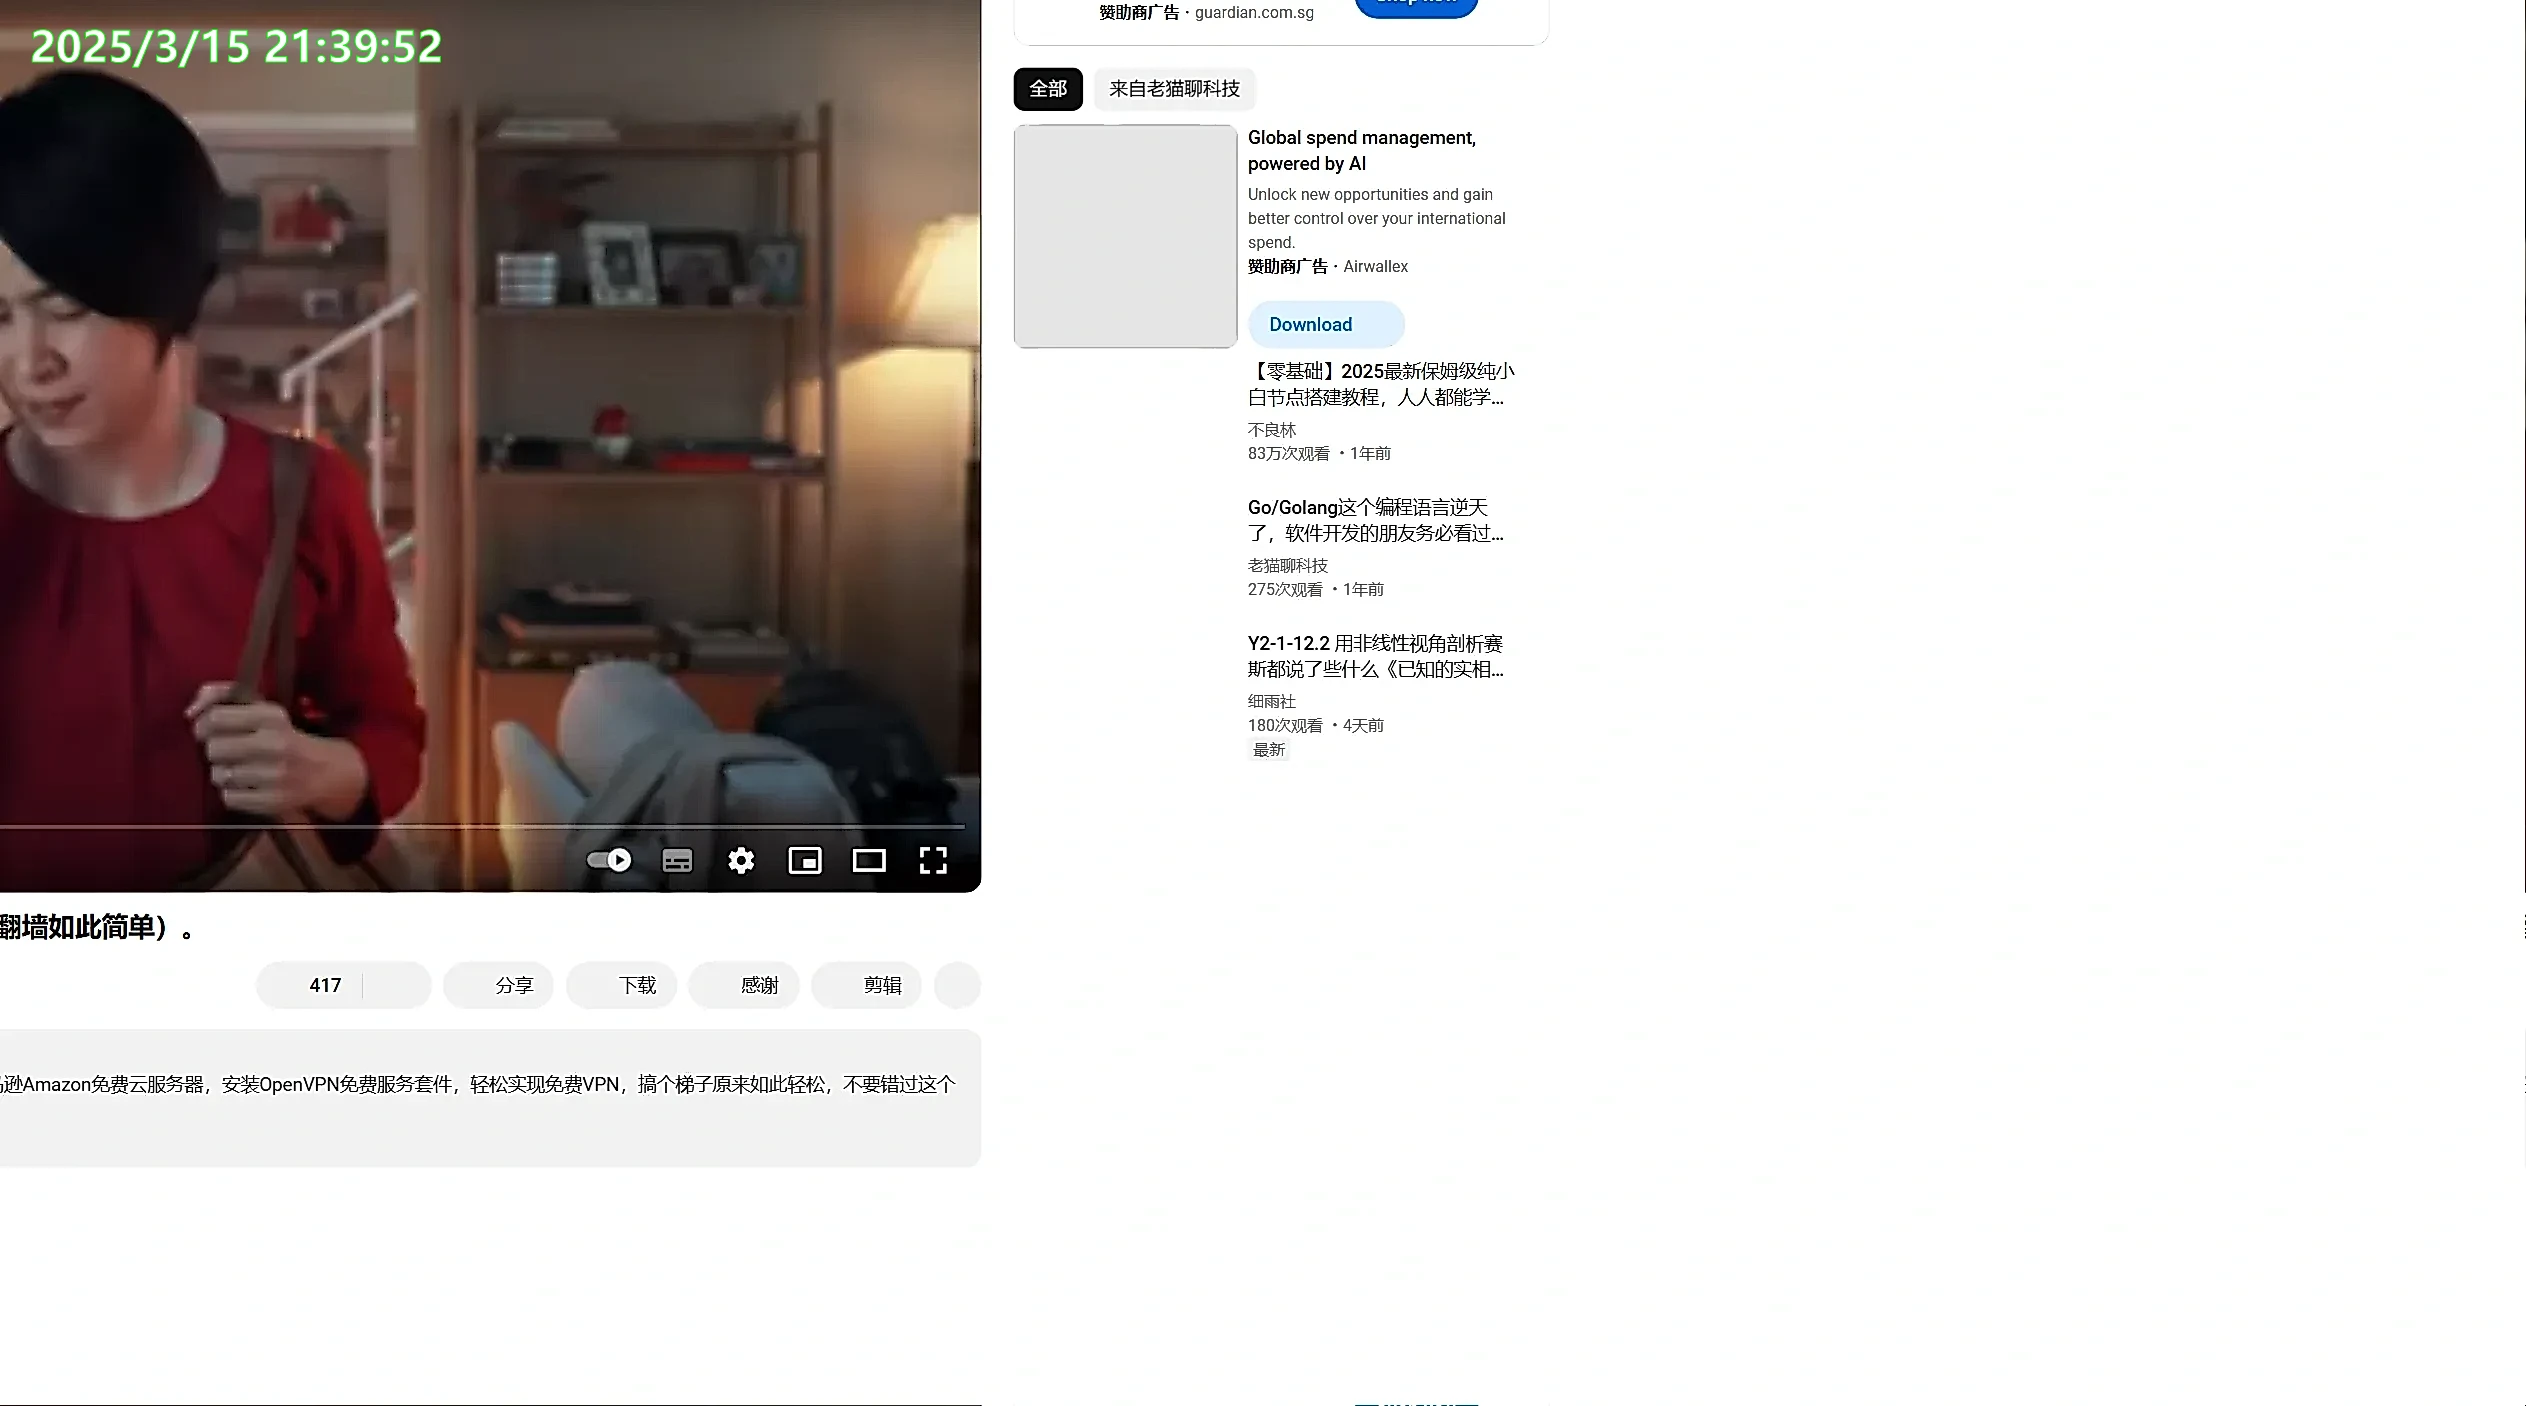 2025/3/15 21:39:52
赞助商广告 · guardian.com.sg
全部
来自老猫聊科技
Global spend management,
powered by AI
Unlock new opportunities and gain
better control over your international
spend.
赞助商广告 · Airwallex
Download
【零基础】2025最新保姆级纯小
白节点搭建教程，人人都能学...
不良林
83万次观看 ・1年前
Go/Golang这个编程语言逆天
了，软件开发的朋友务必看过...
老猫聊科技
275次观看 ・1年前
Y2-1-12.2 用非线性视角剖析赛
斯都说了些什么《已知的实相...
细雨社
180次观看 ・4天前
最新
翻墙如此简单）。
417
分享
下载
感谢
剪辑
逊Amazon免费云服务器，安装OpenVPN免费服务套件，轻松实现免费VPN，搞个梯子原来如此轻松，不要错过这个